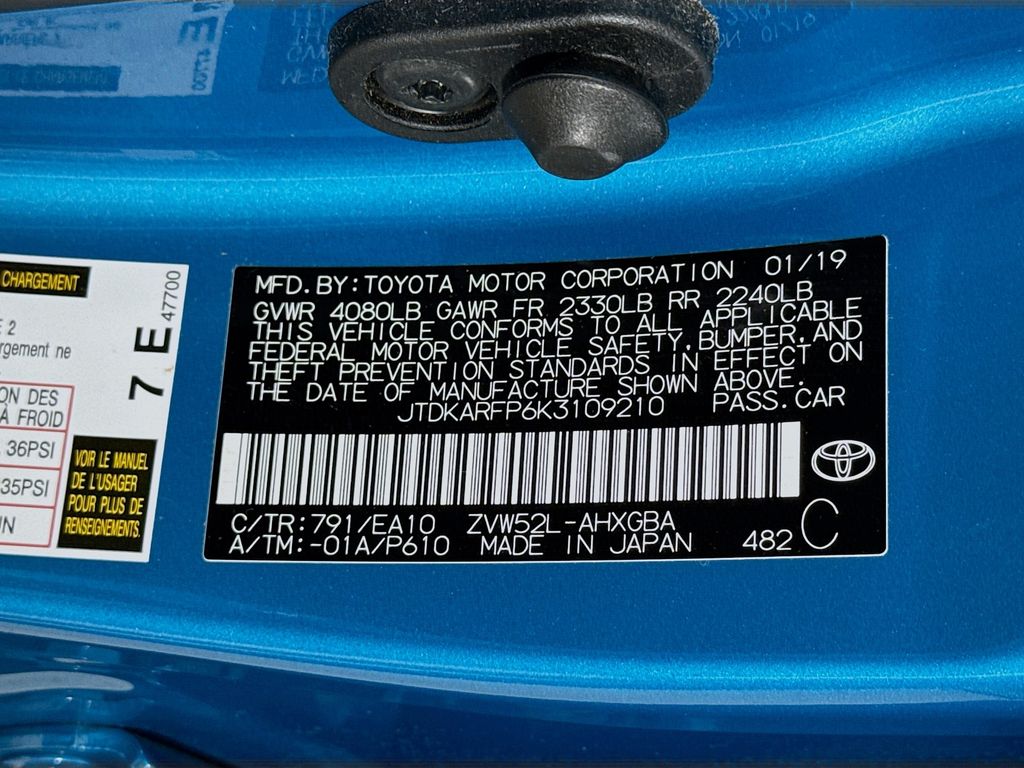 CHARGEMENT
E 2
rgement ne
ON DES
À FROID
36PSI
35PSI
IN
7 E 47700
VOIR LE MANUEL
DE L'USAGER
POUR PLUS DE
RENSEIGNEMENTS.
MFD.BY:TOYOTA MOTOR CORPORATION 01/19
GVWR 4080LB GAWR FR 2330LB RR 2240LB
THIS VEHICLE CONFORMS TO ALL APPLICABLE
FEDERAL MOTOR VEHICLE SAFETY,BUMPER,AND
THEFT PREVENTION STANDARDS IN EFFECT ON
THE DATE OF MANUFACTURE SHOWN ABOVE.
JTDKARFP6K3109210 PASS.CAR
C/TR:791/EA10 ZVW52L-AHXGBA
A/TM:-01A/P610 MADE IN JAPAN 482 C